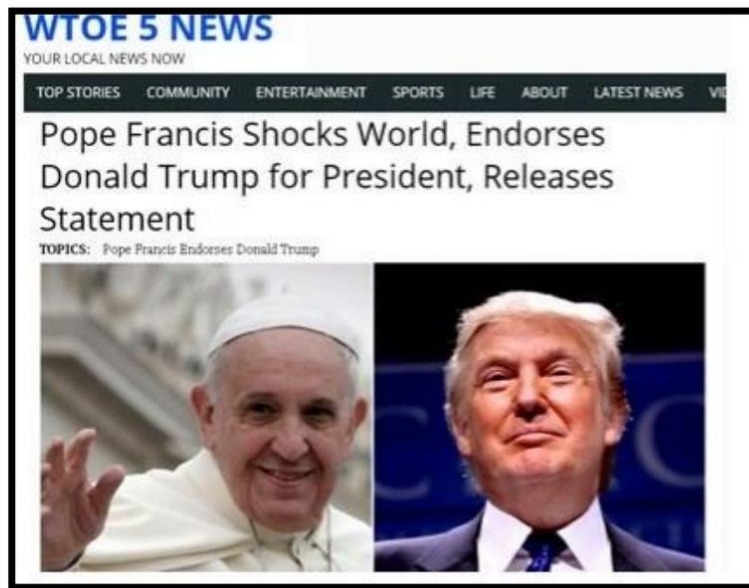 WTOE 5 NEWS
YOUR LOCAL NEWS NOW
TOP STORIES COMMUNITY ENTERTAINMENT SPORTS LIFE ABOUT LATEST NEWS
Pope Francis Shocks World, Endorses
Donald Trump for President, Releases
Statement
TOPICS: Pope Francis Endorses Donald Trump